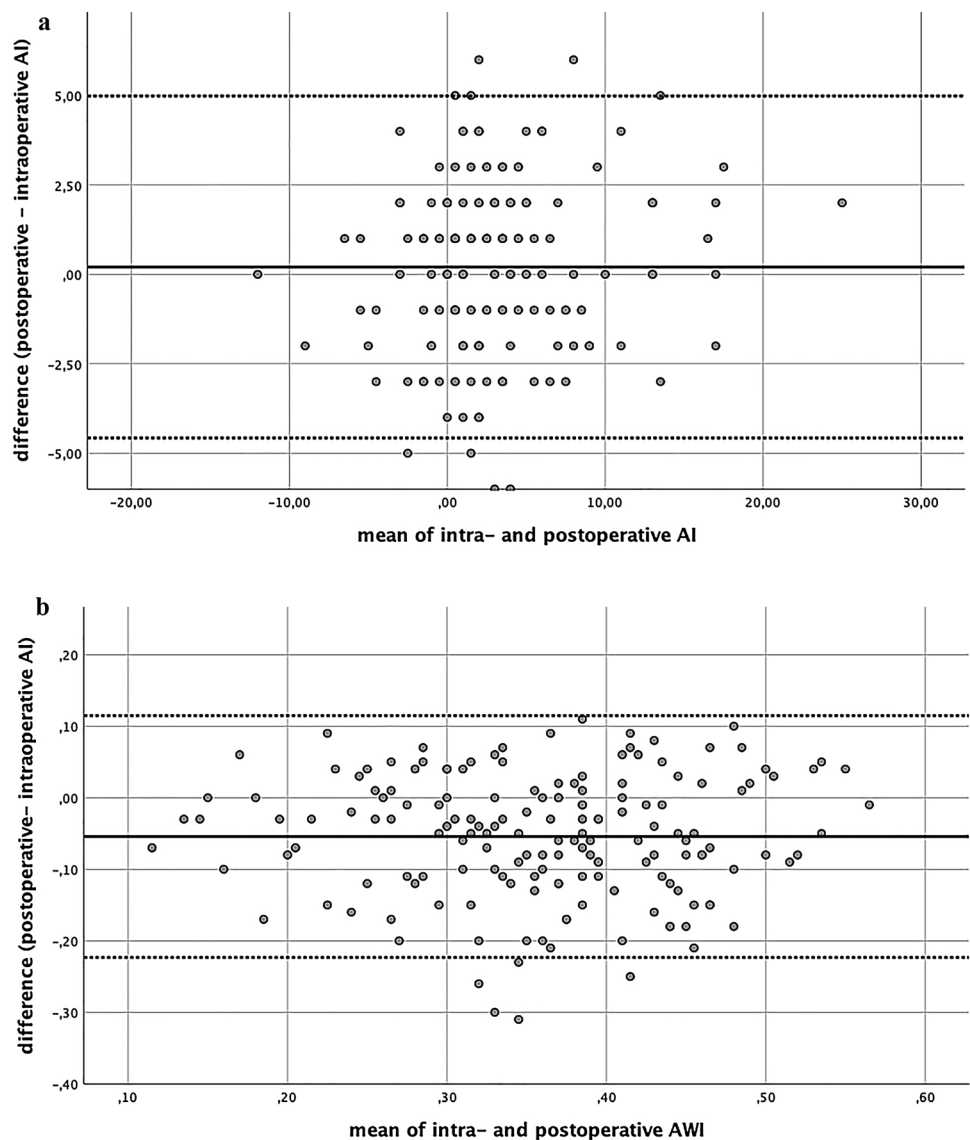 a
difference (postoperative - intraoperative AI)
5,00
2,50
,00
-2,50
-5,00
-20,00 -10,00 ,00 10,00 20,00 30,00
mean of intra- and postoperative AI
b
difference (postoperative- intraoperative AI)
,20
,10
,00
-,10
-,20
-,30
-,40
,10 ,20 ,30 ,40 ,50 ,60
mean of intra- and postoperative AWI